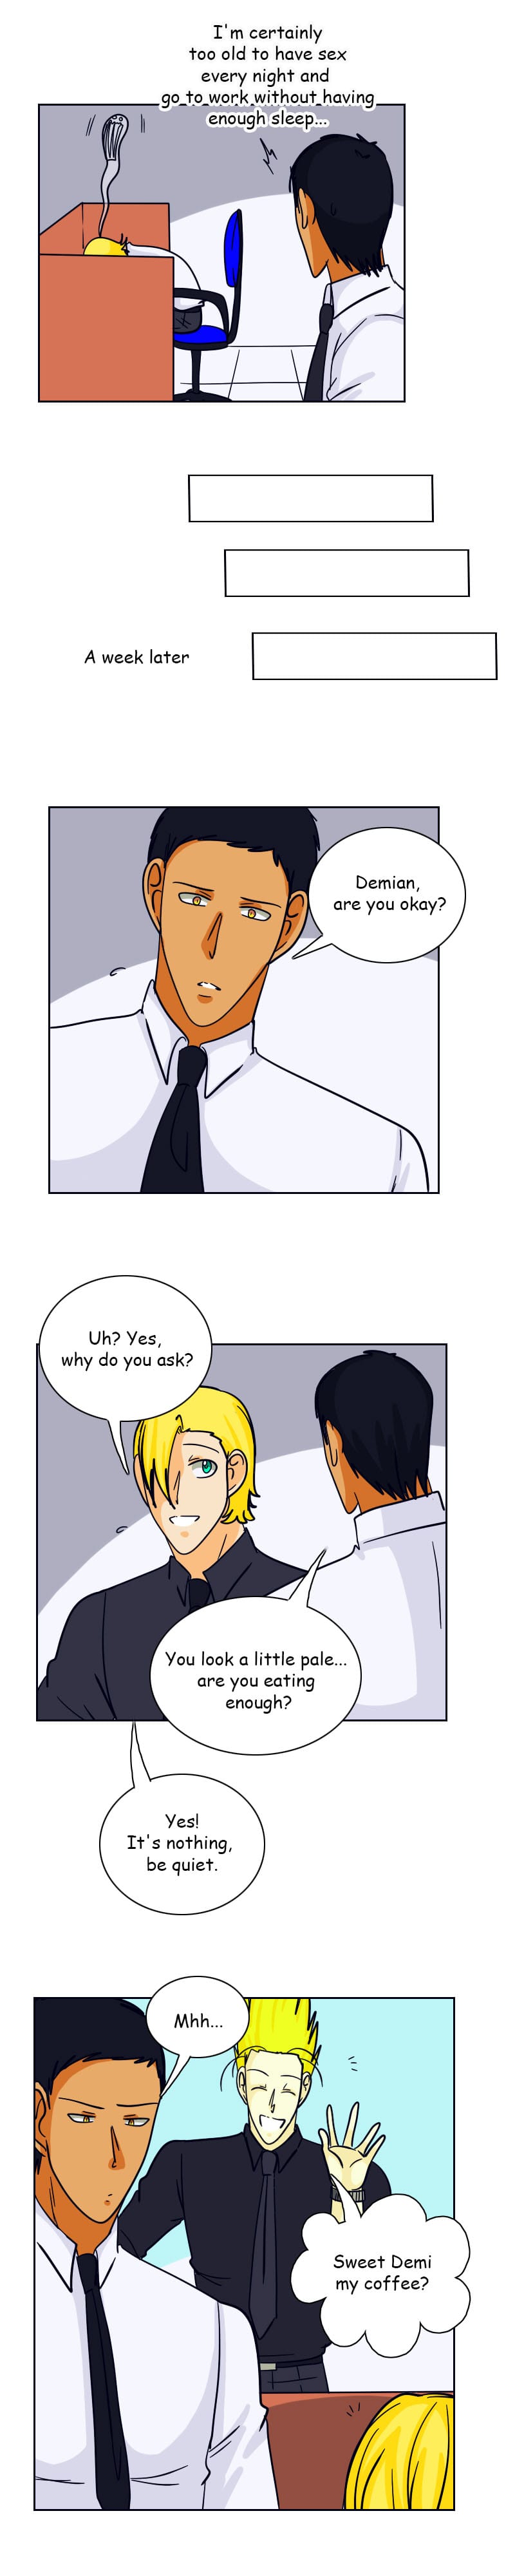 I'm certainly
too old to have sex
every night and
go to work without having
enough sleep...
A week later
Demian,
are you okay?
Uh? Yes,
why do you ask?
You look a little pale...
are you eating
enough?
Yes!
It's nothing,
be quiet.
Mhh...
Sweet Demi
my coffee?